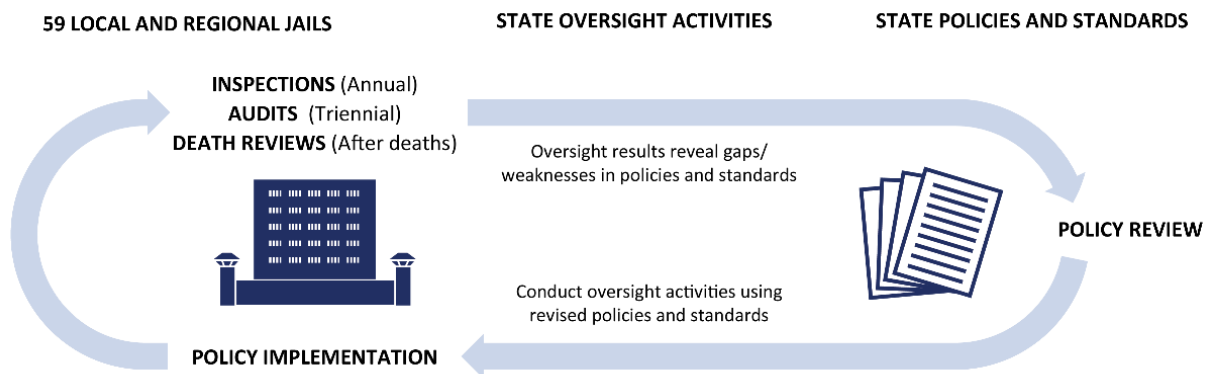 59 LOCAL AND REGIONAL JAILS
STATE OVERSIGHT ACTIVITIES
STATE POLICIES AND STANDARDS
INSPECTIONS (Annual)
AUDITS (Triennial)
DEATH REVIEWS (After deaths)
Oversight results reveal gaps/
weaknesses in policies and standards
POLICY REVIEW
Conduct oversight activities using
revised policies and standards
POLICY IMPLEMENTATION